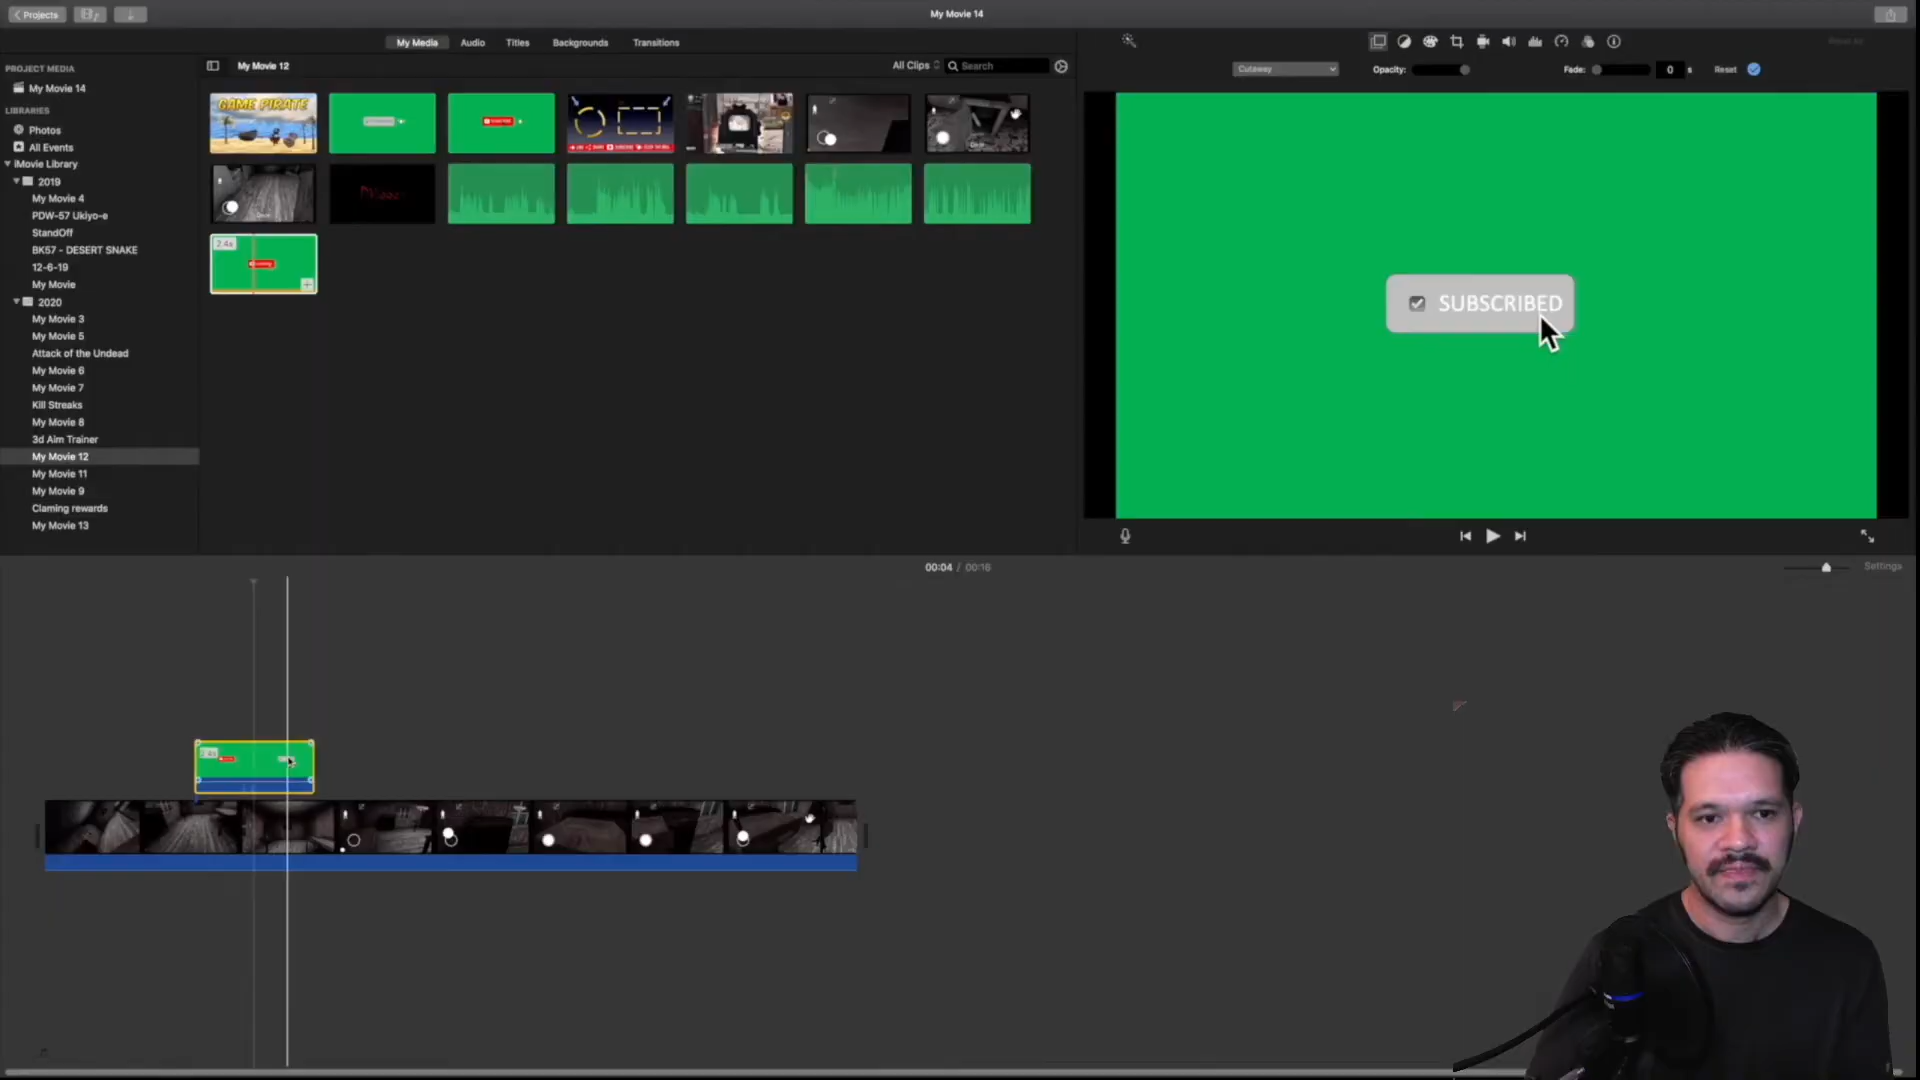 Projects
My Movie 14
My Media
Audio
Titles
Backgrounds
Transitions
PROJECT MEDIA
My Movie 14
LIBRARIES
Photos
All Events
iMovie Library
2019
My Movie 4
PDW-57 Ukiyo-e
StandOff
BK57 - DESERT SNAKE
12-6-19
My Movie
2020
My Movie 3
My Movie 5
Attack of the Undead
My Movie 6
My Movie 7
Kill Streaks
My Movie 8
3d Aim Trainer
My Movie 12
My Movie 11
My Movie 9
Claming rewards
My Movie 13
My Movie 12
All Clips
Search
GAME PIRATE
2.4s
Cutaway
Opacity:
Fade:
0
s
Reset
SUBSCRIBED
00:04 / 00:16
Settings